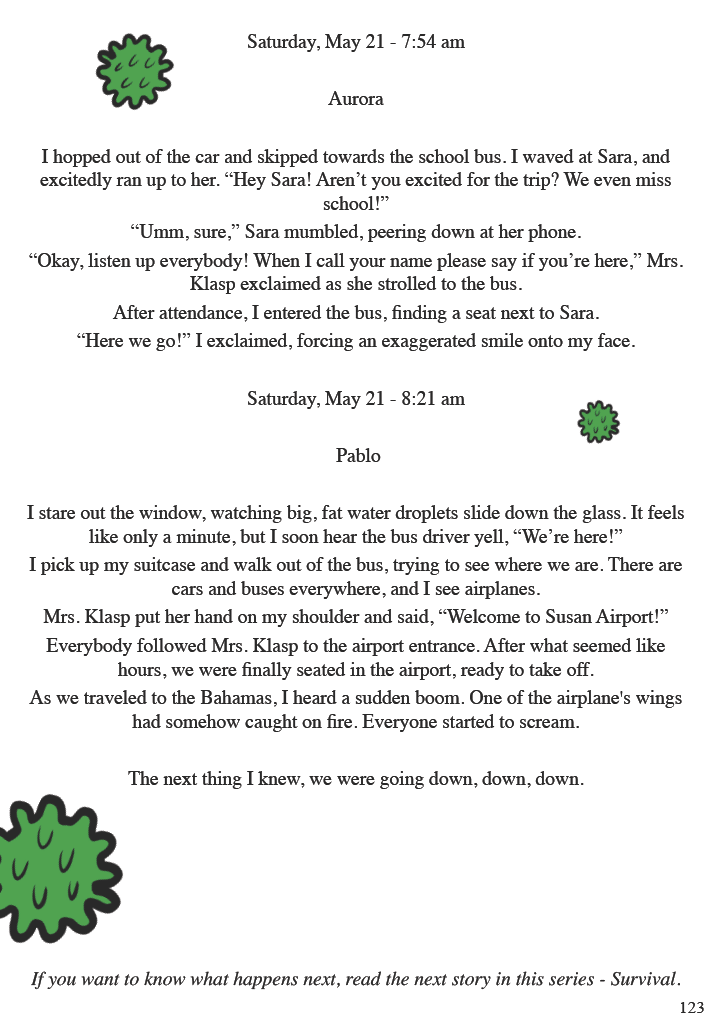 Saturday, May 21 - 7:54 am
Aurora
I hopped out of the car and skipped towards the school bus. I waved at Sara, and
excitedly ran up to her. “Hey Sara! Aren’t you excited for the trip? We even miss
school!”
“Umm, sure,” Sara mumbled, peering down at her phone.
“Okay, listen up everybody! When I call your name please say if you’re here,” Mrs.
Klasp exclaimed as she strolled to the bus.
After attendance, I entered the bus, finding a seat next to Sara.
“Here we go!” I exclaimed, forcing an exaggerated smile onto my face.
Saturday, May 21 - 8:21 am
Pablo
I stare out the window, watching big, fat water droplets slide down the glass. It feels
like only a minute, but I soon hear the bus driver yell, “We’re here!”
I pick up my suitcase and walk out of the bus, trying to see where we are. There are
cars and buses everywhere, and I see airplanes.
Mrs. Klasp put her hand on my shoulder and said, “Welcome to Susan Airport!”
Everybody followed Mrs. Klasp to the airport entrance. After what seemed like
hours, we were finally seated in the airport, ready to take off.
As we traveled to the Bahamas, I heard a sudden boom. One of the airplane's wings
had somehow caught on fire. Everyone started to scream.
The next thing I knew, we were going down, down, down.
If you want to know what happens next, read the next story in this series - Survival.
123